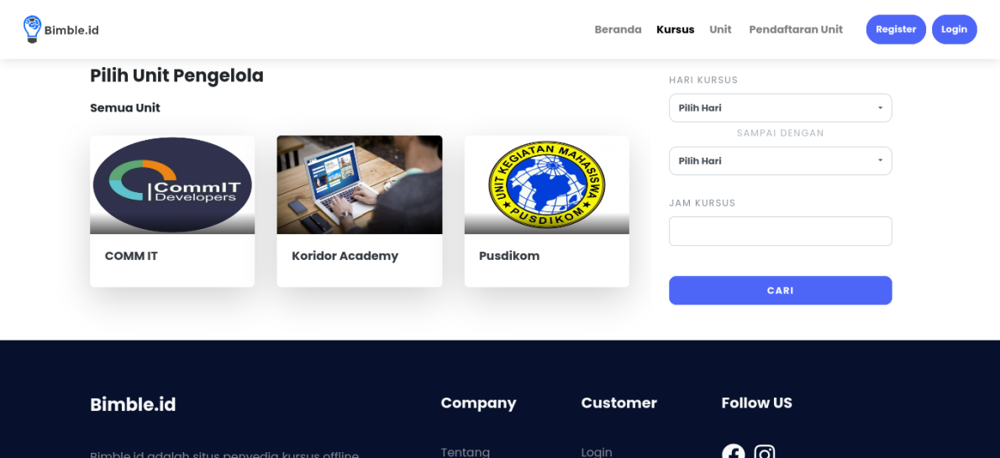 Bimble.id
Beranda Kursus Unit Pendaftaran Unit Register Login
Pilih Unit Pengelola
Semua Unit
CommIT
Developers
COMM IT
Koridor Academy
UNIT KEGIATAN MAHASISWA
PUSDIKOM
Pusdikom
HARI KURSUS
Pilih Hari
SAMPAI DENGAN
Pilih Hari
JAM KURSUS
CARI
Bimble.id
Bimble.id adalah situs penyedia kursus offline
Company
Tentang
Customer
Login
Follow US